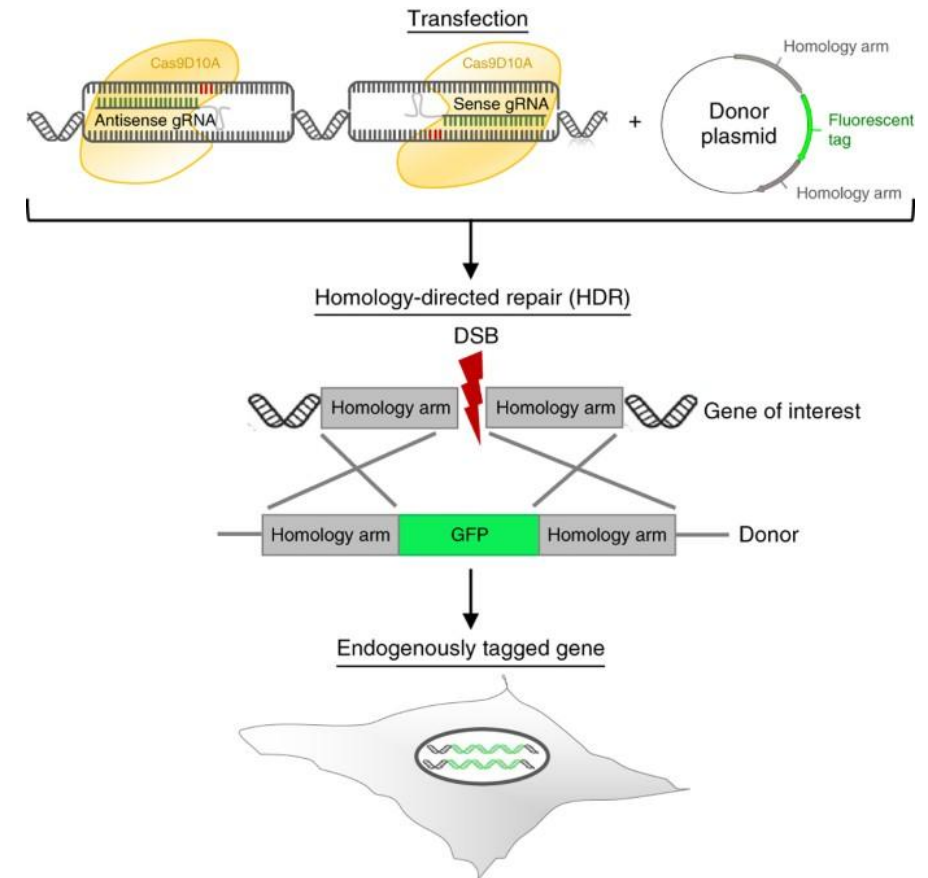 Transfection
Cas9D10A
Cas9D10A
Antisense gRNA
Sense gRNA
+
Donor
plasmid
Homology arm
Fluorescent
tag
Homology arm
Homology-directed repair (HDR)
DSB
Homology arm
Homology arm
Gene of interest
Homology arm
GFP
Homology arm
Donor
Endogenously tagged gene